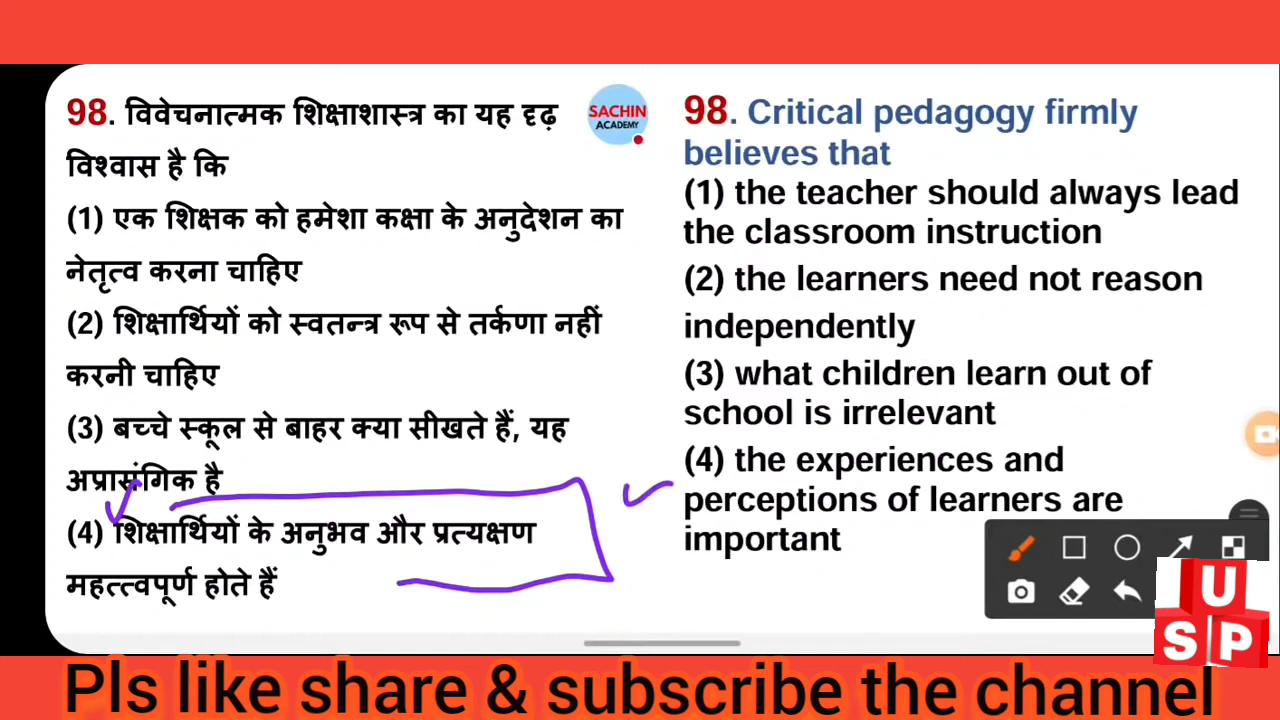 98. विवेचनात्मक शिक्षाशास्त्र का यह दृढ़
विश्वास है कि
(1) एक शिक्षक को हमेशा कक्षा के अनुदेशन का
नेतृत्व करना चाहिए
(2) शिक्षार्थियों को स्वतन्त्र रूप से तर्कणा नहीं
करनी चाहिए
(3) बच्चे स्कूल से बाहर क्या सीखते हैं, यह
अप्रासंगिक है
(4) शिक्षार्थियों के अनुभव और प्रत्यक्षण
महत्त्वपूर्ण होते हैं
SACHIN
ACADEMY
98. Critical pedagogy firmly
believes that
(1) the teacher should always lead
the classroom instruction
(2) the learners need not reason
independently
(3) what children learn out of
school is irrelevant
(4) the experiences and
perceptions of learners are
important
U
S P
Pls like share & subscribe the channel